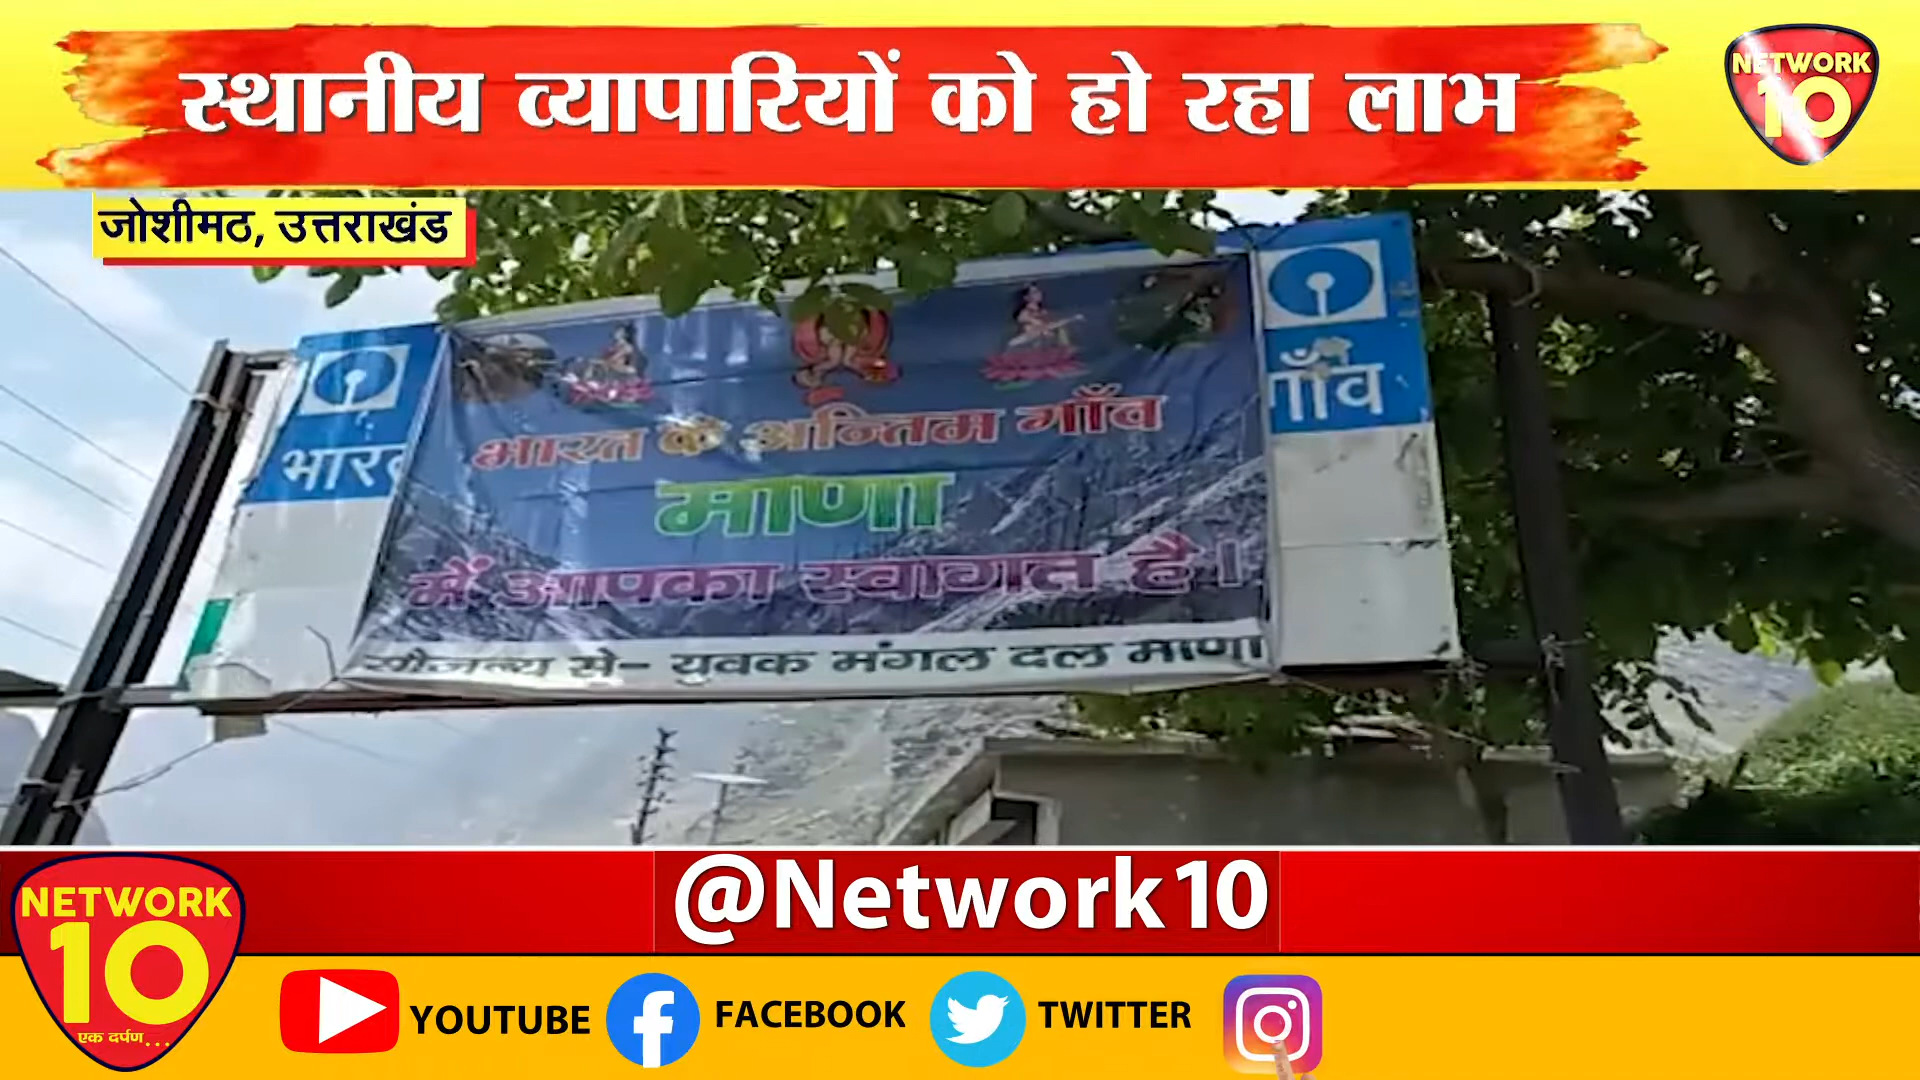 स्थानीय व्यापारियों को हो रहा लाभ
NETWORK
10
जोशीमठ, उत्तराखंड
भारत के अन्तिम गाँव
माणा
में आपका स्वागत है।
सौजन्य से- युवक मंगल दल माणा
भारत
गाँव
@Network10
NETWORK
10
एक दर्पण...
YOUTUBE
FACEBOOK
TWITTER